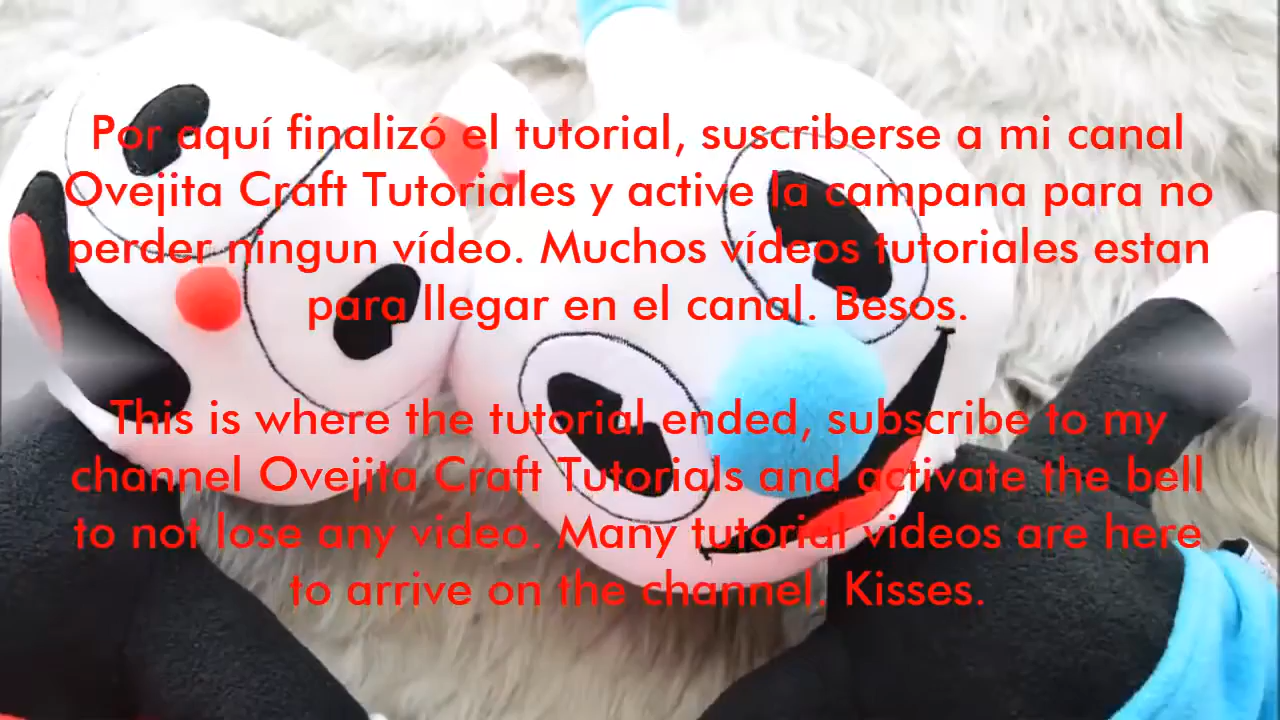 Por aquí finalizó el tutorial, suscriberse a mi canal
Ovejita Craft Tutoriales y active la campana para no
perder ningun vídeo. Muchos vídeos tutoriales estan
para llegar en el canal. Besos.
This is where the tutorial ended, subscribe to my
channel Ovejita Craft Tutorials and activate the bell
to not lose any video. Many tutorial videos are here
to arrive on the channel. Kisses.